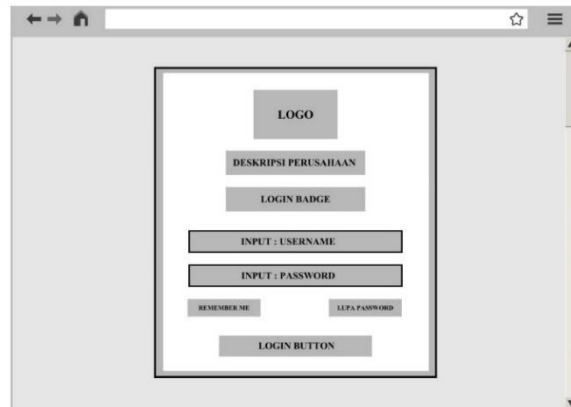 LOGO
DESKRIPSI PERUSAHAAN
LOGIN BADGE
INPUT : USERNAME
INPUT : PASSWORD
REMEMBER ME
LUPA PASSWORD
LOGIN BUTTON